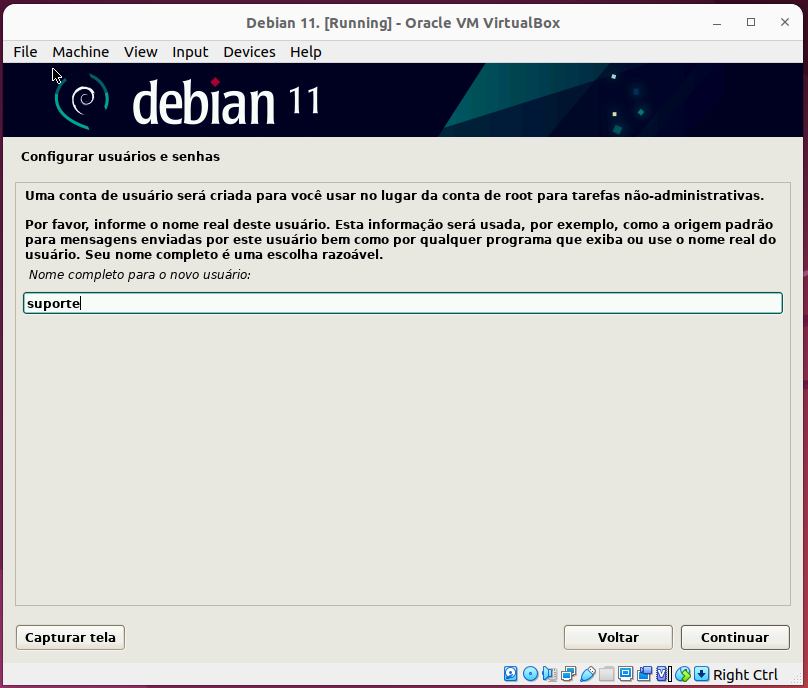 Debian 11. [Running] - Oracle VM VirtualBox
File Machine View Input Devices Help
debian 11
Configurar usuários e senhas
Uma conta de usuário será criada para você usar no lugar da conta de root para tarefas não-administrativas.
Por favor, informe o nome real deste usuário. Esta informação será usada, por exemplo, como a origem padrão
para mensagens enviadas por este usuário bem como por qualquer programa que exiba ou use o nome real do
usuário. Seu nome completo é uma escolha razoável.
Nome completo para o novo usuário:
suporte
Capturar tela Voltar Continuar
Right Ctrl